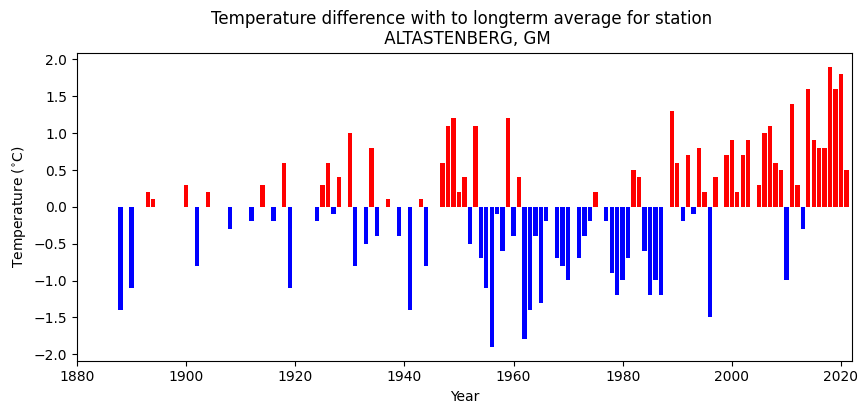 Temperature difference with to longterm average for station
ALTASTENBERG, GM
2.0
1.5
1.0
0.5
0.0
−0.5
−1.0
−1.5
−2.0
Temperature (°C)
1880 1900 1920 1940 1960 1980 2000 2020
Year